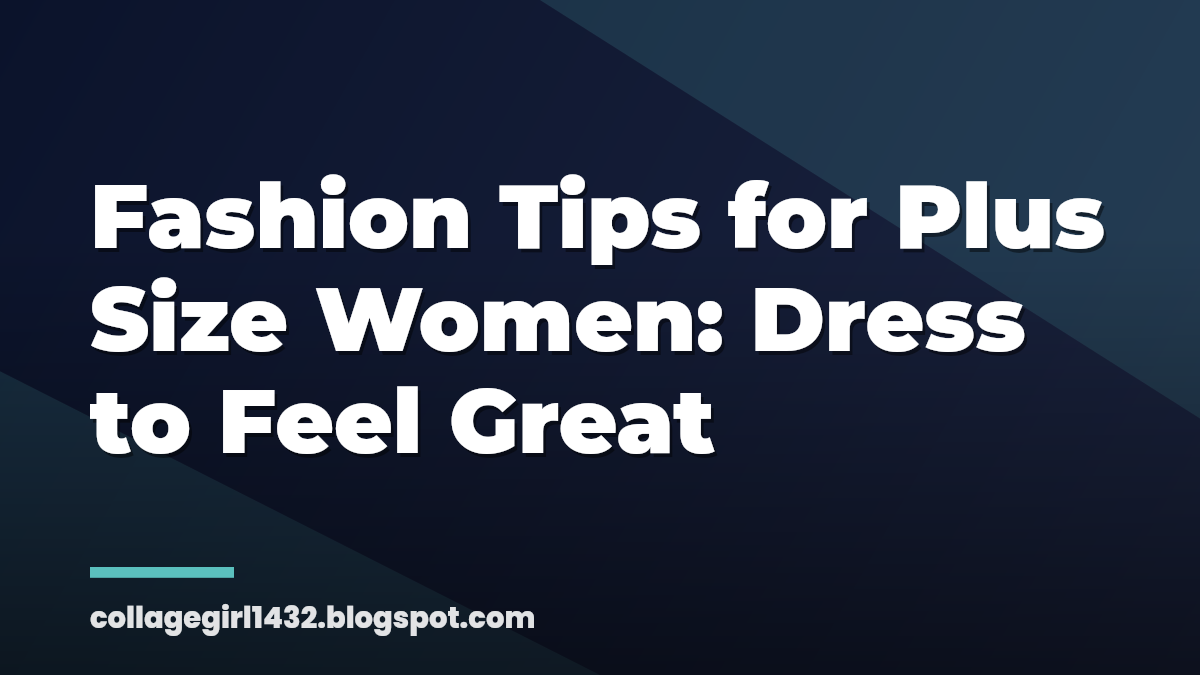 Fashion Tips for Plus
Size Women: Dress
to Feel Great
collagegirl1432.blogspot.com